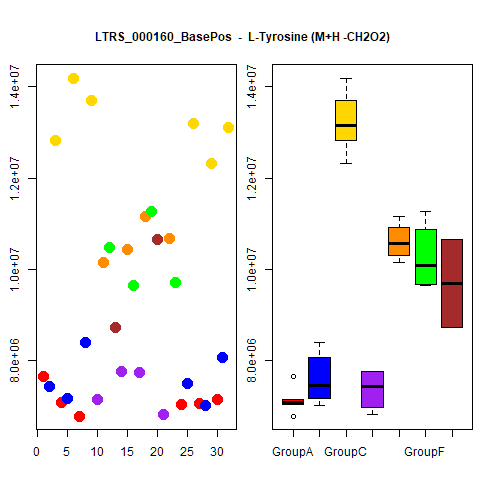 LTRS_000160_BasePos - L-Tyrosine (M+H -CH2O2)
1.4e+07
1.4e+07
1.2e+07
1.2e+07
1.0e+07
1.0e+07
8.0e+06
8.0e+06
0 5 10 15 20 25 30
GroupA GroupC GroupF